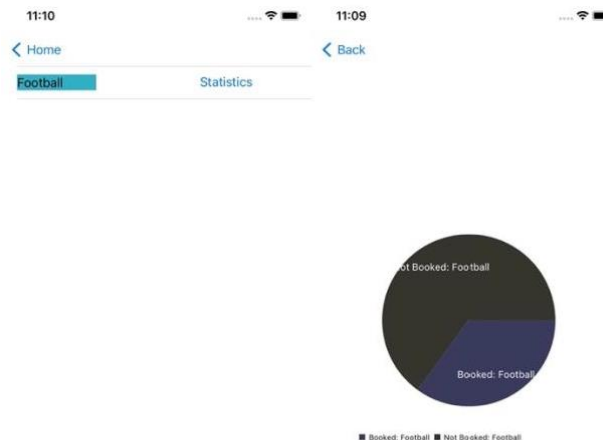 11:10
Home
Football
Statistics
11:09
Back
ot Booked: Football
Booked: Football
Booked: Football Not Booked: Football